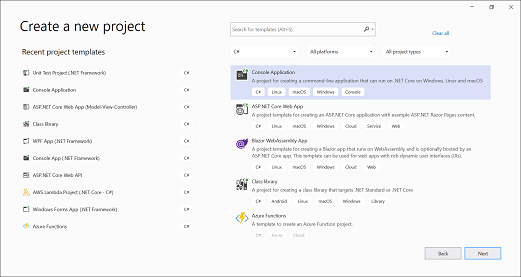 Create a new project
Search for templates (Alt+S)
Clear all
C#
All platforms
All project types
Recent project templates
Unit Test Project (.NET Framework)
C#
Console Application
C#
ASP.NET Core Web App (Model-View-Controller)
C#
Class library
C#
WPF App (.NET Framework)
C#
Console App (.NET Framework)
C#
ASP.NET Core Web API
C#
AWS Lambda Project (.NET Core - C#)
C#
Windows Forms App (.NET Framework)
C#
Azure Functions
C#
Console Application
A project for creating a command-line application that can run on .NET Core on Windows, Linux and macOS
C# Linux macOS Windows Console
ASP.NET Core Web App
A project template for creating an ASP.NET Core application with example ASP.NET Razor Pages content.
C# Linux macOS Windows Cloud Service Web
Blazor WebAssembly App
A project template for creating a Blazor app that runs on WebAssembly and is optionally hosted by an
ASP.NET Core app. This template can be used for web apps with rich dynamic user interfaces (UIs).
C# Linux macOS Windows Cloud Web
Class library
A project for creating a class library that targets .NET Standard or .NET Core
C# Android Linux macOS Windows Library
Azure Functions
A template to create an Azure Function project.
C# Azure Cloud
Back
Next